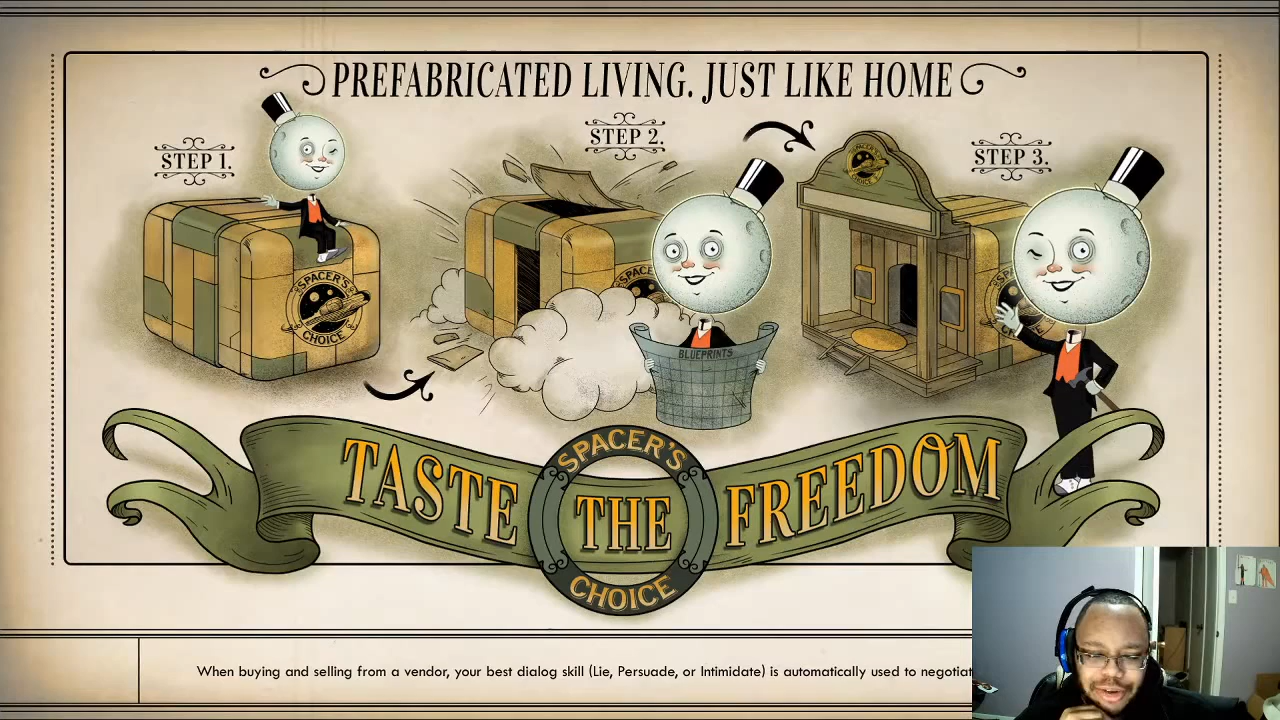 PREFABRICATED LIVING. JUST LIKE HOME
STEP 1.
STEP 2.
STEP 3.
SPACER'S
CHOICE
SPACER'S
BLUEPRINTS
SPACER'S
CHOICE
TASTE THE FREEDOM
SPACER'S
CHOICE
When buying and selling from a vendor, your best dialog skill (Lie, Persuade, or Intimidate) is automatically used to negotiat